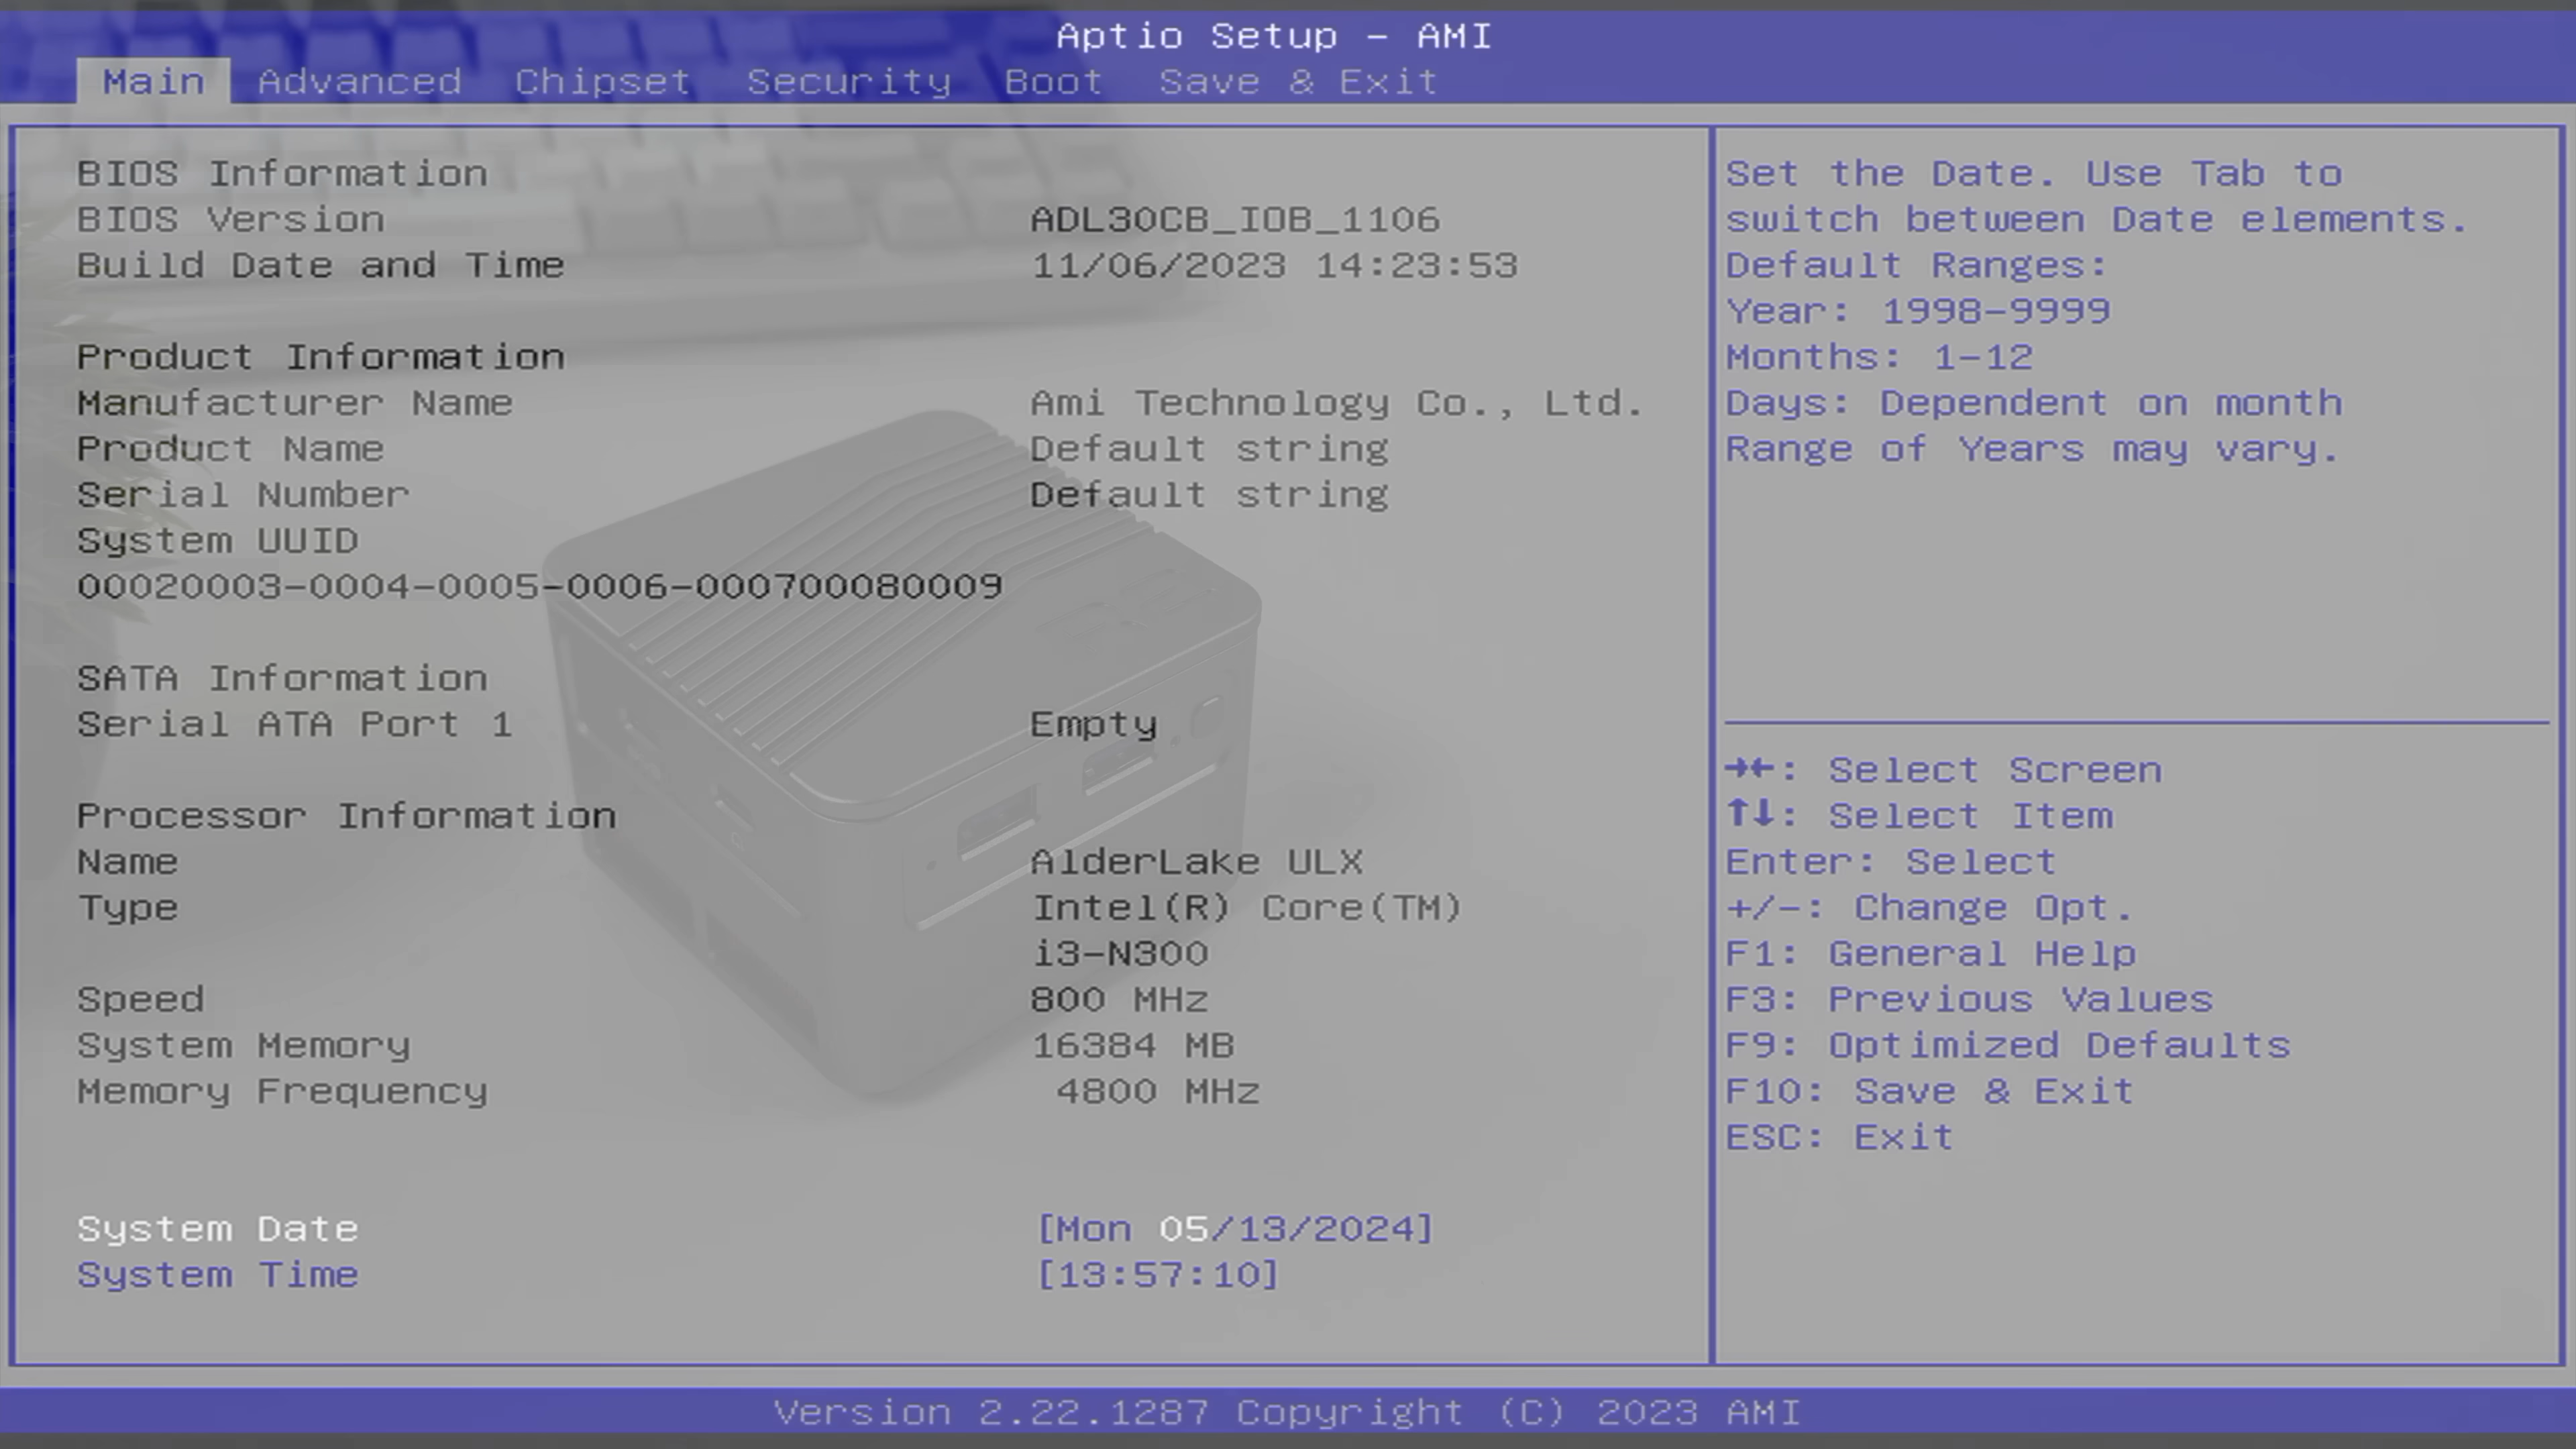 Aptio Setup – AMI
Main Advanced Chipset Security Boot Save & Exit
BIOS Information
BIOS Version ADL30CB_IOB_1106
Build Date and Time 11/06/2023 14:23:53
Product Information
Manufacturer Name Ami Technology Co., Ltd.
Product Name Default string
Serial Number Default string
System UUID
00020003-0004-0005-0006-000700080009
SATA Information
Serial ATA Port 1 Empty
Processor Information
Name AlderLake ULX
Type Intel(R) Core(TM)
i3-N300
Speed 800 MHz
System Memory 16384 MB
Memory Frequency 4800 MHz
System Date [Mon 05/13/2024]
System Time [13:57:10]
Set the Date. Use Tab to
switch between Date elements.
Default Ranges:
Year: 1998-9999
Months: 1-12
Days: Dependent on month
Range of Years may vary.
→←: Select Screen
↑↓: Select Item
Enter: Select
+/-: Change Opt.
F1: General Help
F3: Previous Values
F9: Optimized Defaults
F10: Save & Exit
ESC: Exit
Version 2.22.1287 Copyright (C) 2023 AMI